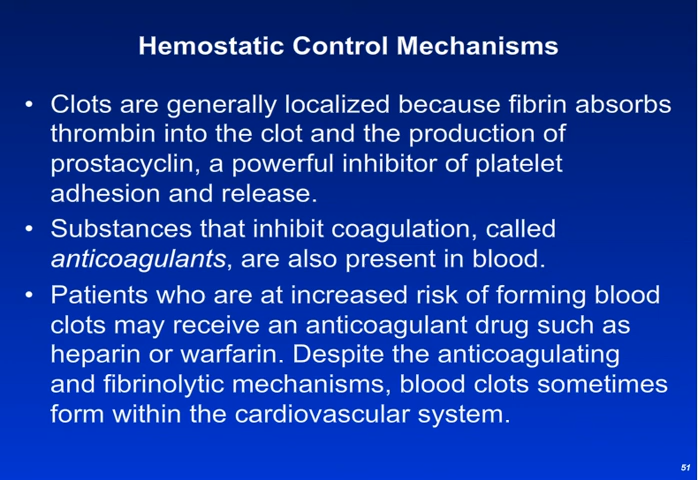 Hemostatic Control Mechanisms
• Clots are generally localized because fibrin absorbs
thrombin into the clot and the production of
prostacyclin, a powerful inhibitor of platelet
adhesion and release.
• Substances that inhibit coagulation, called
anticoagulants, are also present in blood.
• Patients who are at increased risk of forming blood
clots may receive an anticoagulant drug such as
heparin or warfarin. Despite the anticoagulating
and fibrinolytic mechanisms, blood clots sometimes
form within the cardiovascular system.
51